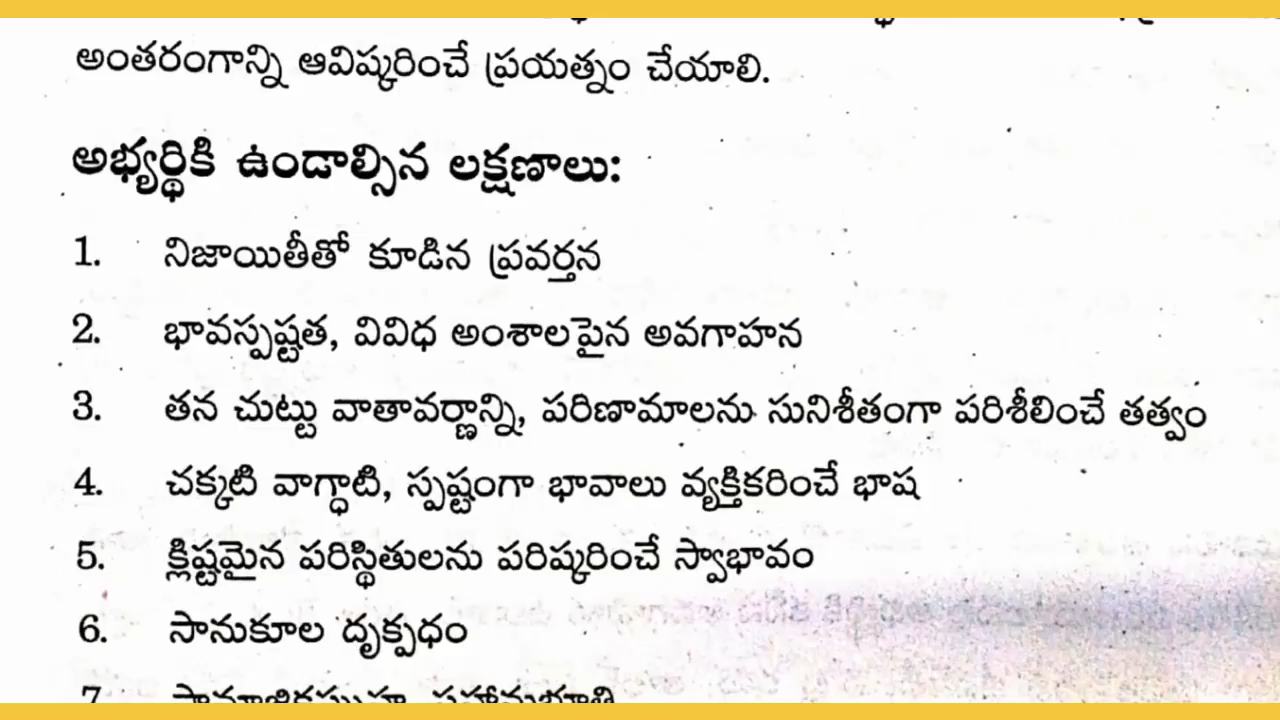 అంతరంగాన్ని ఆవిష్కరించే ప్రయత్నం చేయాలి.
అభ్యర్థికి ఉండాల్సిన లక్షణాలు:
1. నిజాయితీతో కూడిన ప్రవర్తన
2. భావస్పష్టత, వివిధ అంశాలపైన అవగాహన
3. తన చుట్టు వాతావర్ణాన్ని, పరిణామాలను సునిశీతంగా పరిశీలించే తత్వం
4. చక్కటి వాగ్ధాటి, స్పష్టంగా భావాలు వ్యక్తికరించే భాష
5. క్లిష్టమైన పరిస్థితులను పరిష్కరించే స్వాభావం
6. సానుకూల దృక్పధం
7.